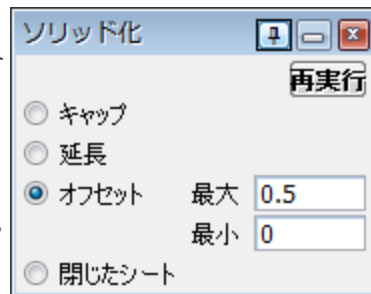 ソリッド化
再実行
キャップ
延長
オフセット 最大 0.5
最小 0
閉じたシート